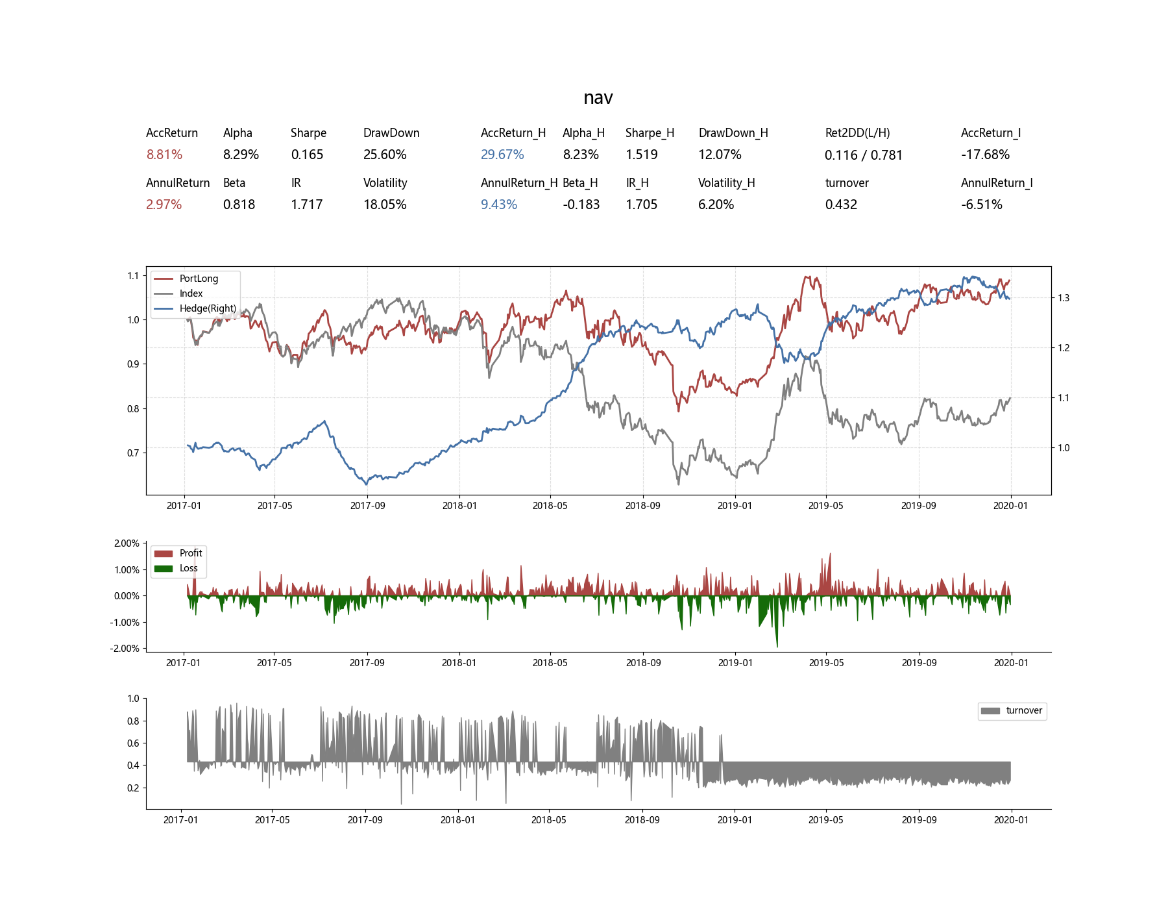 nav
AccReturn Alpha Sharpe DrawDown AccReturn_H Alpha_H Sharpe_H DrawDown_H Ret2DD(L/H) AccReturn_I
8.81% 8.29% 0.165 25.60% 29.67% 8.23% 1.519 12.07% 0.116 / 0.781 -17.68%
AnnulReturn Beta IR Volatility AnnulReturn_H Beta_H IR_H Volatility_H turnover AnnulReturn_I
2.97% 0.818 1.717 18.05% 9.43% -0.183 1.705 6.20% 0.432 -6.51%
1.1
1.0
0.9
0.8
0.7
PortLong
Index
Hedge(Right)
1.3
1.2
1.1
1.0
2017-01 2017-05 2017-09 2018-01 2018-05 2018-09 2019-01 2019-05 2019-09 2020-01
2.00%
1.00%
0.00%
-1.00%
-2.00%
Profit
Loss
2017-01 2017-05 2017-09 2018-01 2018-05 2018-09 2019-01 2019-05 2019-09 2020-01
1.0
0.8
0.6
0.4
0.2
turnover
2017-01 2017-05 2017-09 2018-01 2018-05 2018-09 2019-01 2019-05 2019-09 2020-01